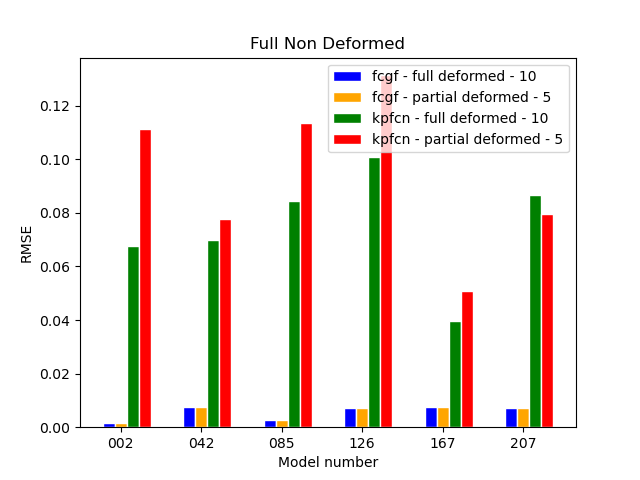 Full Non Deformed
fcgf - full deformed - 10
fcgf - partial deformed - 5
kpfcn - full deformed - 10
kpfcn - partial deformed - 5
RMSE
0.12
0.10
0.08
0.06
0.04
0.02
0.00
002 042 085 126 167 207
Model number